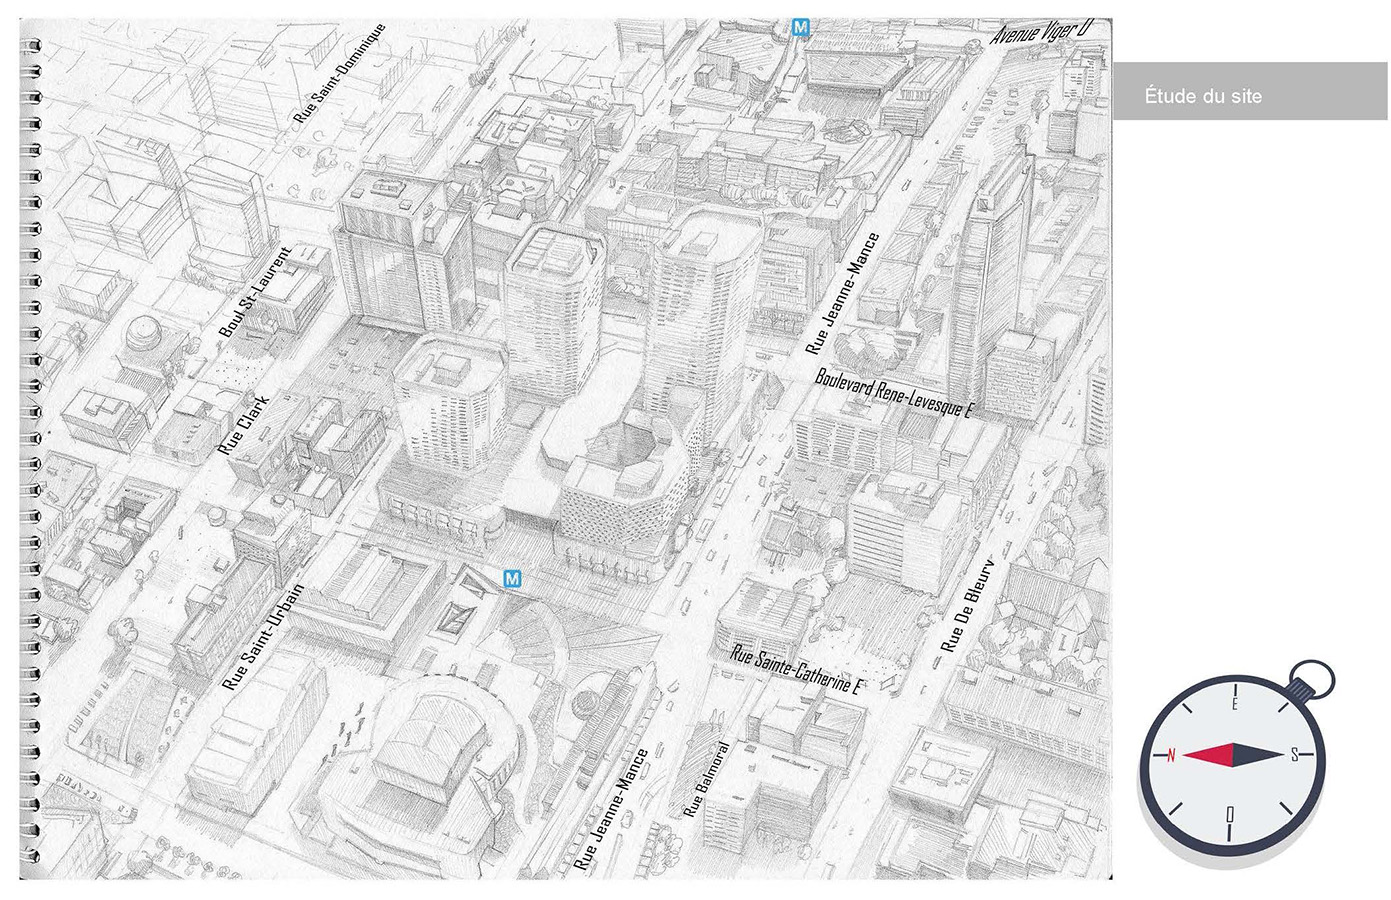 M
Avenue Viger O
Rue Saint-Dominique
Étude du site
Boul St-Laurent
Rue Jeanne-Mance
Boulevard Rene-Levesque E
Rue Clark
M
Rue De Bleury
Rue Saint-Urbain
Rue Sainte-Catherine E
Rue Balmoral
Rue Jeanne-Mance
E
N
S
O